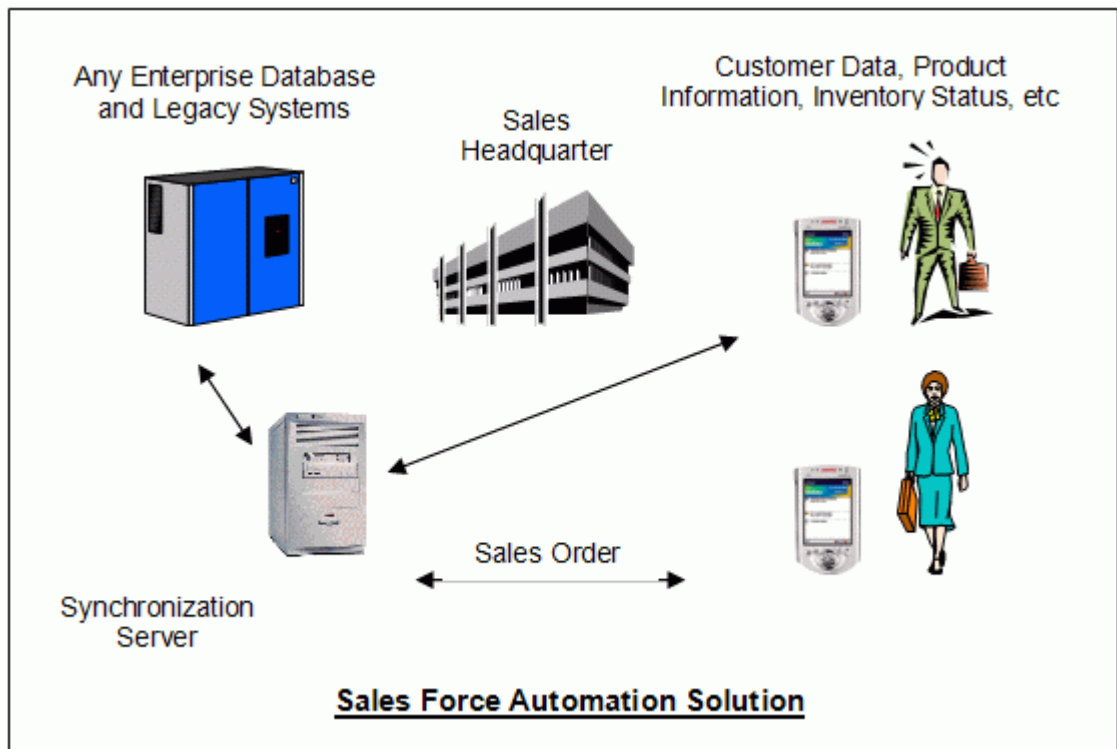 Any Enterprise Database
and Legacy Systems
Sales
Headquarter
Customer Data, Product
Information, Inventory Status, etc
Sales Order
Synchronization
Server
Sales Force Automation Solution